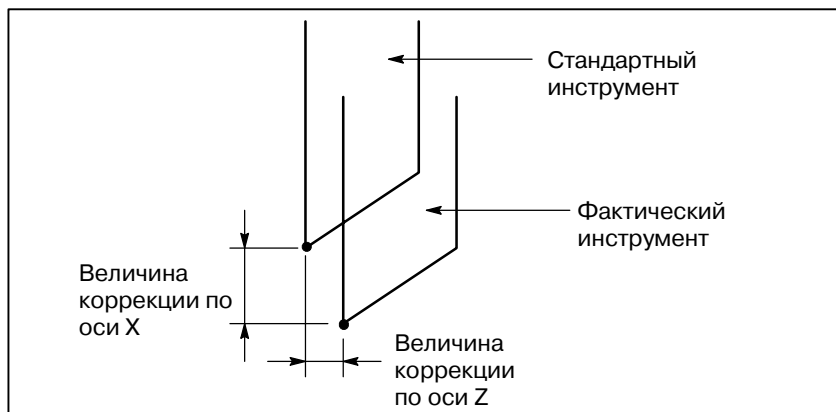 Стандартный
инструмент
Фактический
инструмент
Величина
коррекции по
оси X
Величина
коррекции
по оси Z